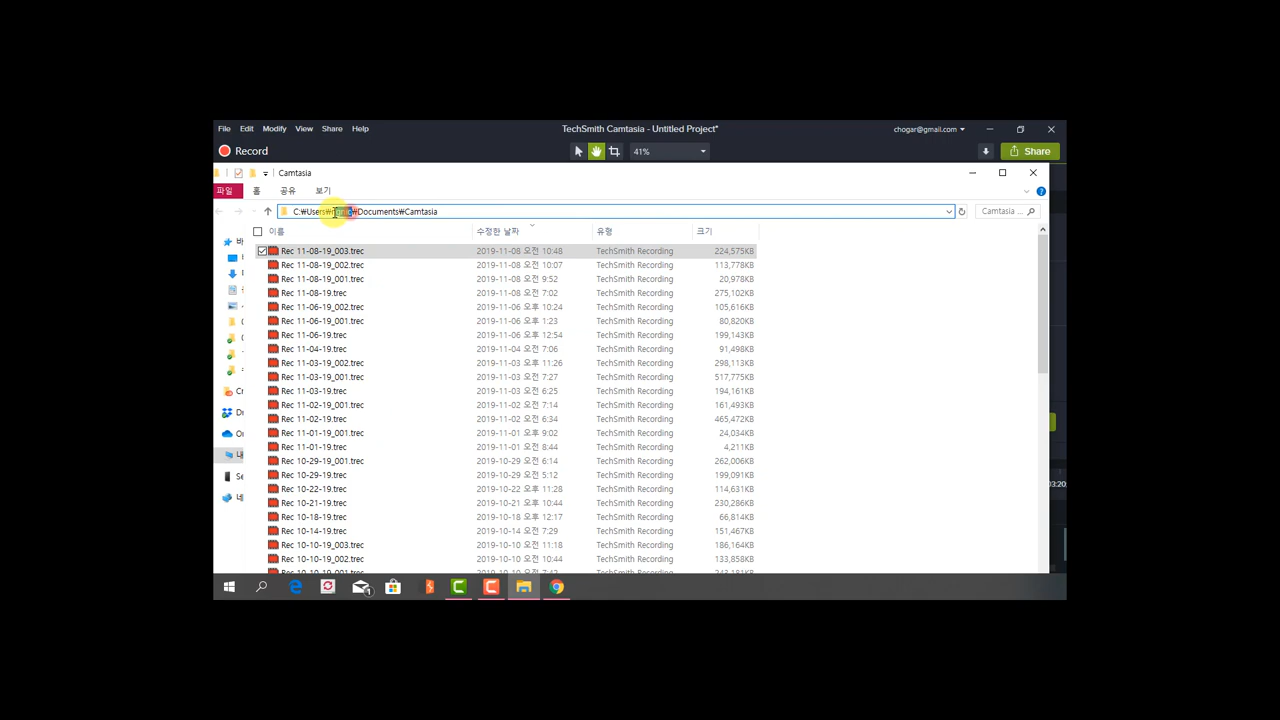 File Edit Modify View Share Help TechSmith Camtasia - Untitled Project* chogar@gmail.com
Record 41% Share
Camtasia
파일 홈 공유 보기
C:₩Users₩ ₩Documents₩Camtasia Camtasia ...
이름 수정한 날짜 유형 크기
Rec 11-08-19_003.trec 2019-11-08 오전 10:48 TechSmith Recording 224,575KB
Rec 11-08-19_002.trec 2019-11-08 오전 10:07 TechSmith Recording 113,778KB
Rec 11-08-19_001.trec 2019-11-08 오전 9:52 TechSmith Recording 20,978KB
Rec 11-08-19.trec 2019-11-08 오전 7:02 TechSmith Recording 275,102KB
Rec 11-06-19_002.trec 2019-11-06 오후 10:24 TechSmith Recording 105,616KB
Rec 11-06-19_001.trec 2019-11-06 오후 1:23 TechSmith Recording 80,820KB
Rec 11-06-19.trec 2019-11-06 오후 12:54 TechSmith Recording 199,143KB
Rec 11-04-19.trec 2019-11-04 오전 7:06 TechSmith Recording 91,498KB
Rec 11-03-19_002.trec 2019-11-03 오후 11:26 TechSmith Recording 298,113KB
Rec 11-03-19_001.trec 2019-11-03 오전 7:27 TechSmith Recording 517,775KB
Rec 11-03-19.trec 2019-11-03 오전 6:25 TechSmith Recording 194,161KB
Rec 11-02-19_001.trec 2019-11-02 오전 7:14 TechSmith Recording 161,493KB
Rec 11-02-19.trec 2019-11-02 오전 6:34 TechSmith Recording 465,472KB
Rec 11-01-19_001.trec 2019-11-01 오전 9:02 TechSmith Recording 24,034KB
Rec 11-01-19.trec 2019-11-01 오전 8:44 TechSmith Recording 4,211KB
Rec 10-29-19_001.trec 2019-10-29 오전 6:14 TechSmith Recording 262,006KB
Rec 10-29-19.trec 2019-10-29 오전 5:12 TechSmith Recording 199,091KB
Rec 10-22-19.trec 2019-10-22 오전 11:28 TechSmith Recording 114,631KB
Rec 10-21-19.trec 2019-10-21 오전 10:44 TechSmith Recording 230,286KB
Rec 10-18-19.trec 2019-10-18 오후 12:17 TechSmith Recording 66,814KB
Rec 10-14-19.trec 2019-10-14 오전 7:29 TechSmith Recording 151,467KB
Rec 10-10-19_003.trec 2019-10-10 오전 11:18 TechSmith Recording 186,164KB
Rec 10-10-19_002.trec 2019-10-10 오전 10:44 TechSmith Recording 133,858KB